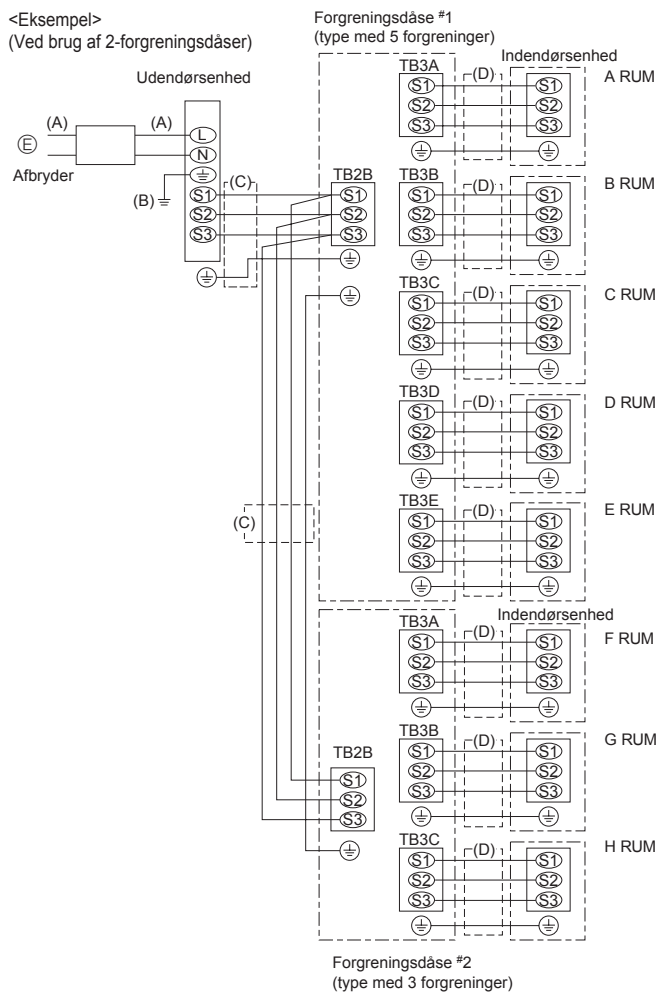 <Eksempel>
(Ved brug af 2-forgreningsdåser)
Udendørsenhed
(A)
(A)
E
L
N
Afbryder
(B)
S1
S2
S3
(C)
Forgreningsdåse #1
(type med 5 forgreninger)
Indendørsenhed
TB2B
S1
S2
S3
TB3A
(D)
A RUM
S1
S1
S2
S2
S3
S3
TB3B
(D)
B RUM
S1
S1
S2
S2
S3
S3
TB3C
(D)
C RUM
S1
S1
S2
S2
S3
S3
TB3D
(D)
D RUM
S1
S1
S2
S2
S3
S3
TB3E
(D)
E RUM
S1
S1
S2
S2
S3
S3
(C)
Indendørsenhed
TB3A
(D)
F RUM
S1
S1
S2
S2
S3
S3
TB3B
(D)
G RUM
S1
S1
S2
S2
S3
S3
TB2B
S1
S2
S3
TB3C
(D)
H RUM
S1
S1
S2
S2
S3
S3
Forgreningsdåse #2
(type med 3 forgreninger)